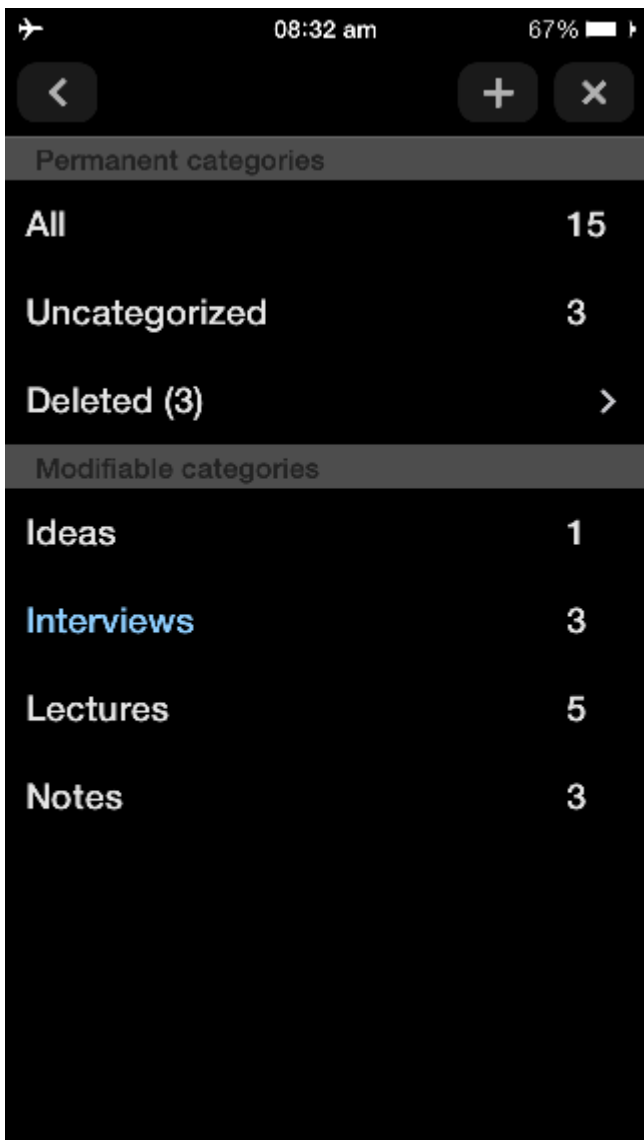 08:32 am 67%
Permanent categories
All 15
Uncategorized 3
Deleted (3)
Modifiable categories
Ideas 1
Interviews 3
Lectures 5
Notes 3